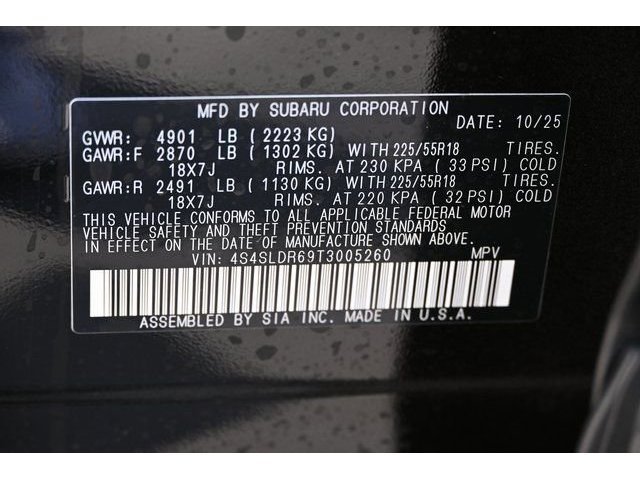 MFD BY SUBARU CORPORATION
DATE: 10/25
GVWR: 4901 LB (2223 KG)
GAWR:F 2870 LB (1302 KG) WITH 225/55R18 TIRES.
18X7J RIMS. AT 230 KPA (33 PSI) COLD
GAWR:R 2491 LB (1130 KG) WITH 225/55R18 TIRES.
18X7J RIMS. AT 220 KPA (32 PSI) COLD
THIS VEHICLE CONFORMS TO ALL APPLICABLE FEDERAL MOTOR
VEHICLE SAFETY AND THEFT PREVENTION STANDARDS
IN EFFECT ON THE DATE OF MANUFACTURE SHOWN ABOVE.
VIN: 4S4SLDR69T3005260 MPV
ASSEMBLED BY SIA INC. MADE IN U.S.A.